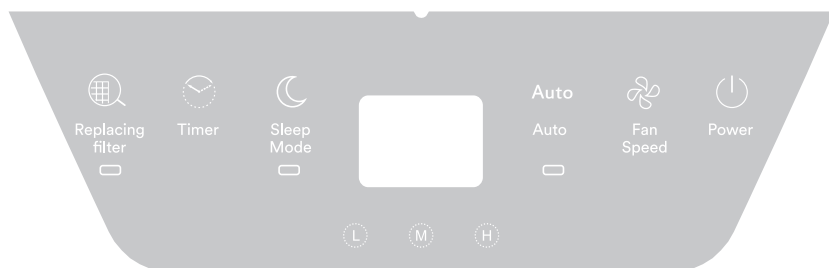 Auto
Replacing
filter
Timer
Sleep
Mode
Auto
Fan
Speed
Power
L
M
H